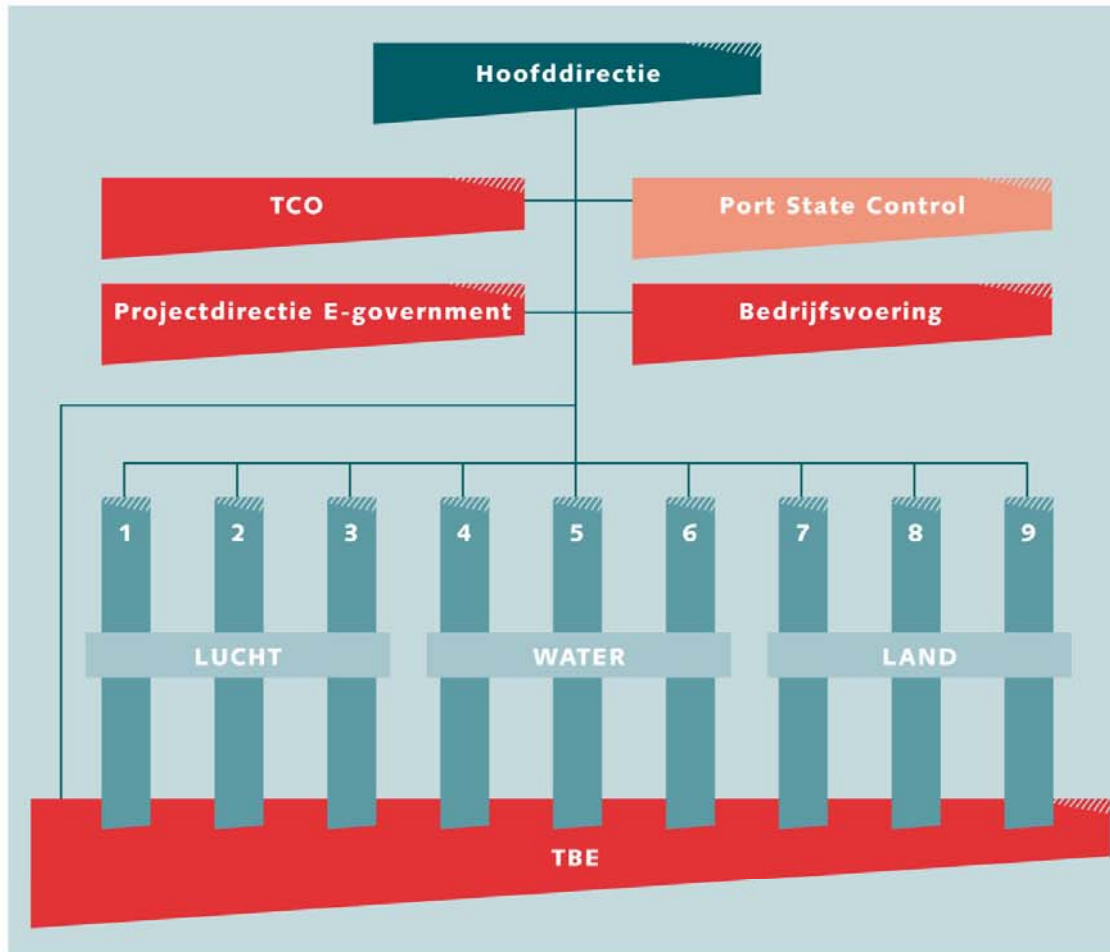 Hoofddirectie
TCO
Port State Control
Projectdirectie E-government
Bedrijfsvoering
1 2 3 4 5 6 7 8 9
LUCHT WATER LAND
TBE